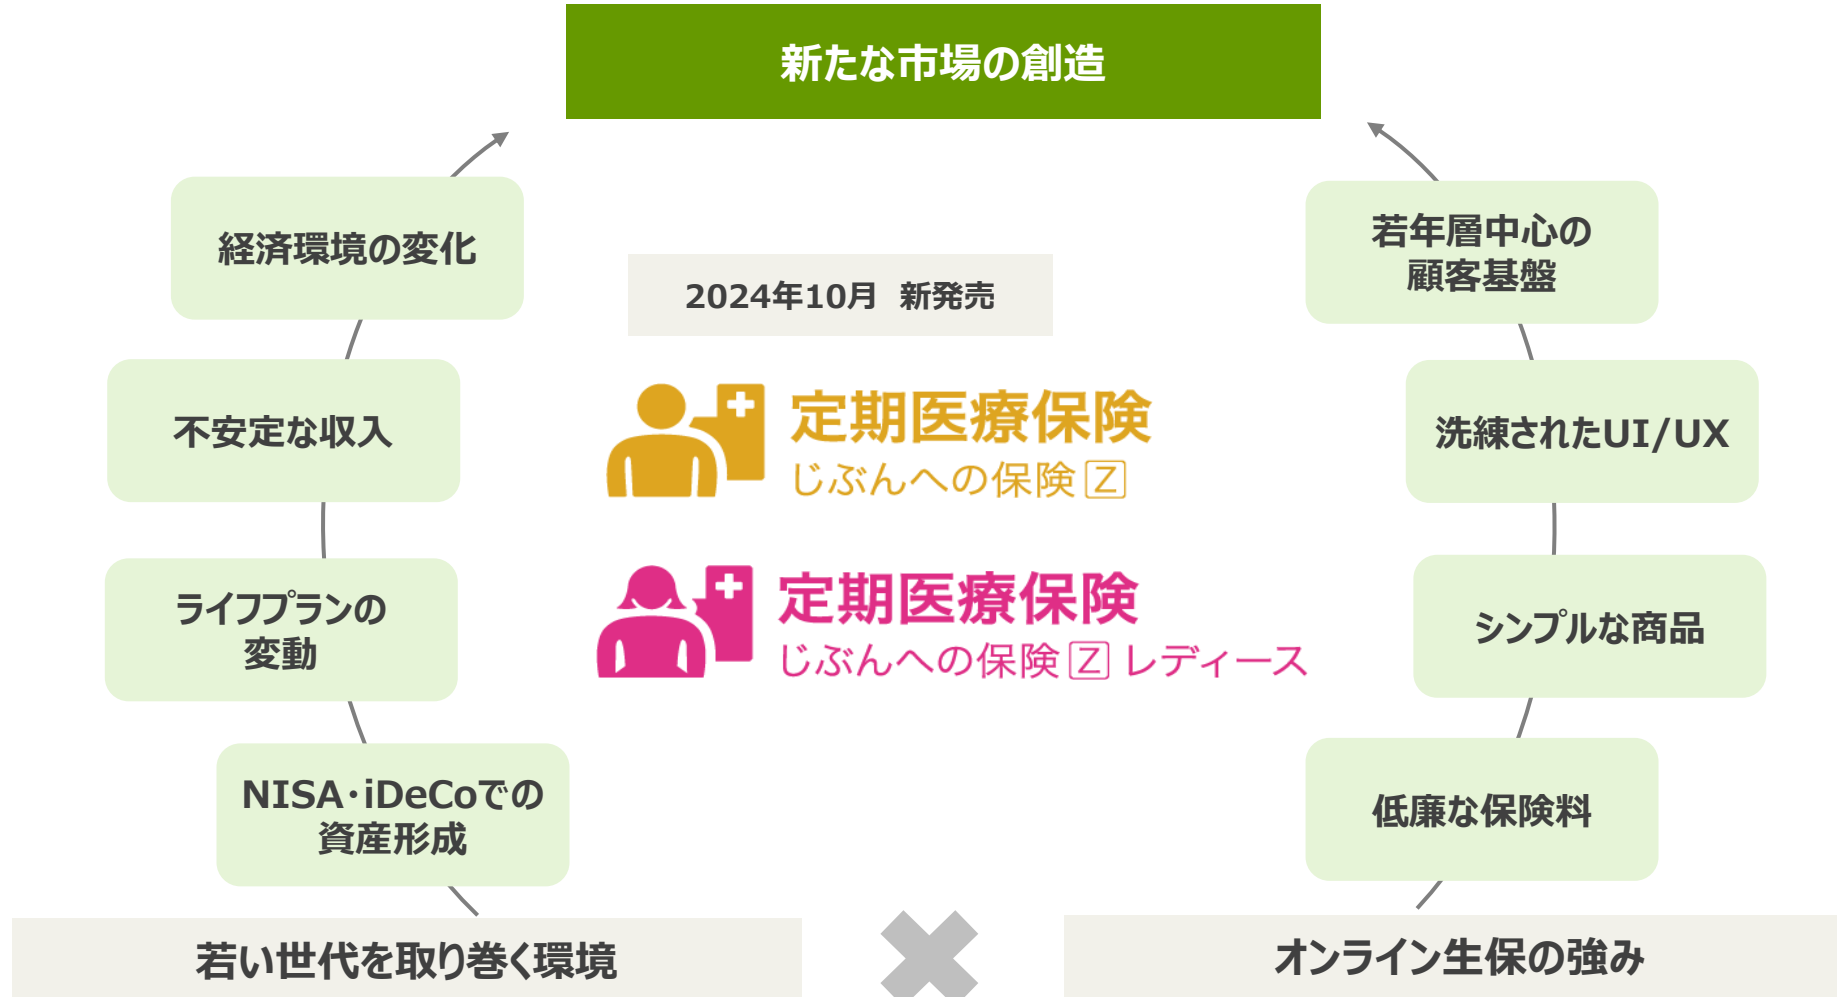 新たな市場の創造
経済環境の変化
不安定な収入
ライフプランの
変動
NISA・iDeCoでの
資産形成
若い世代を取り巻く環境
2024年10月 新発売
定期医療保険
じぶんへの保険Z
定期医療保険
じぶんへの保険Z レディース
若年層中心の
顧客基盤
洗練されたUI/UX
シンプルな商品
低廉な保険料
オンライン生保の強み